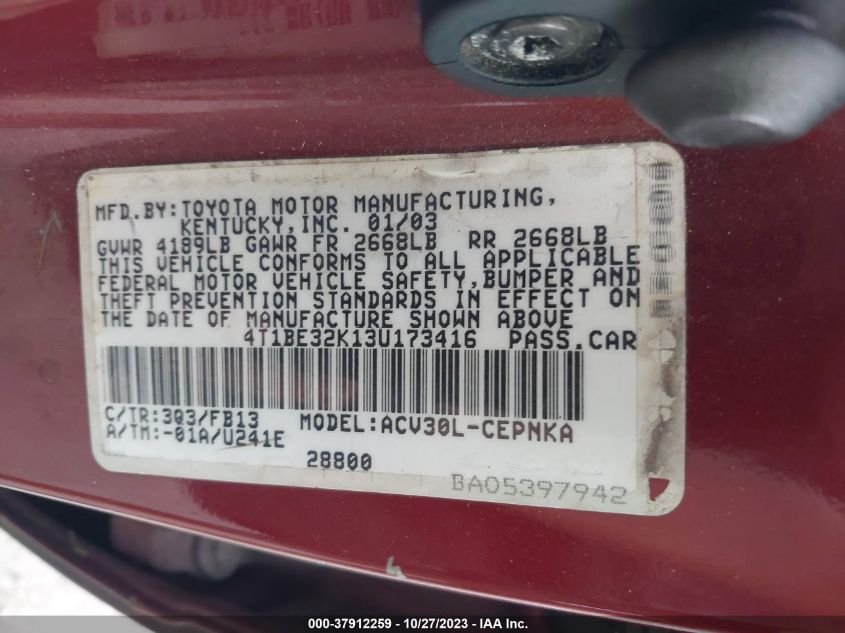 MFD.BY:TOYOTA MOTOR MANUFACTURING,
KENTUCKY,INC. 01/03
GVWR 4189LB GAWR FR 2668LB RR 2668LB
THIS VEHICLE CONFORMS TO ALL APPLICABLE
FEDERAL MOTOR VEHICLE SAFETY,BUMPER AND
THEFT PREVENTION STANDARDS IN EFFECT ON
THE DATE OF MANUFACTURE SHOWN ABOVE
4T1BE32K13U173416 PASS.CAR
C/TR:3Q3/FB13 MODEL:ACV30L-CEPNKA
A/TM:-01A/U241E
28800
BA05397942
000-37912259 - 10/27/2023 - IAA Inc.